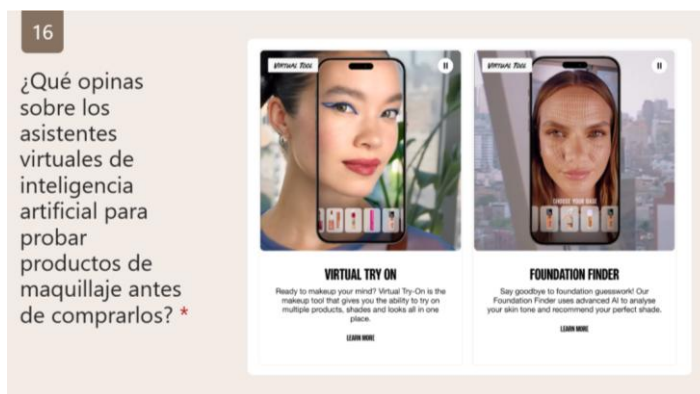 16
¿Qué opinas
sobre los
asistentes
virtuales de
inteligencia
artificial para
probar
productos de
maquillaje antes
de comprarlos? *
VIRTUAL TOOL
VIRTUAL TRY ON
Ready to makeup your mind? Virtual Try-On is the
makeup tool that gives you the ability to try on
multiple products, shades and looks all in one
place.
LEARN MORE
VIRTUAL TOOL
CHOOSE YOUR BASE
FOUNDATION FINDER
Say goodbye to foundation guesswork! Our
Foundation Finder uses advanced AI to analyse
your skin tone and recommend your perfect shade.
LEARN MORE